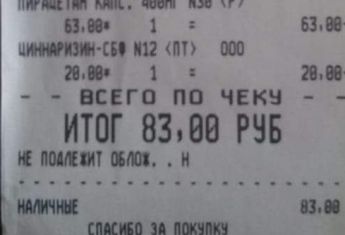 ПИРАЦЕТАМ КАПС. 400МГ N30 <Р>
63.00* 1 = 63.00
ЦИННАРИЗИН-СБФ N12 <ПТ> ООО
20.00* 1 = 20.00
- - ВСЕГО ПО ЧЕКУ - -
ИТОГ 83,00 РУБ
НЕ ПОДЛЕЖИТ ОБЛОЖ. . Н
НАЛИЧНЫЕ 83.00
СПАСИБО ЗА ПОКУПКУ